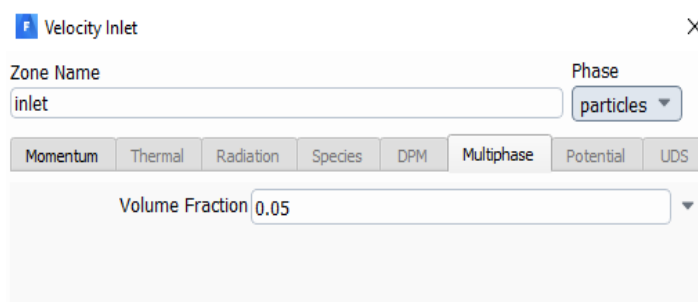 F Velocity Inlet
Zone Name Phase
inlet particles
Momentum Thermal Radiation Species DPM Multiphase Potential UDS
Volume Fraction 0.05